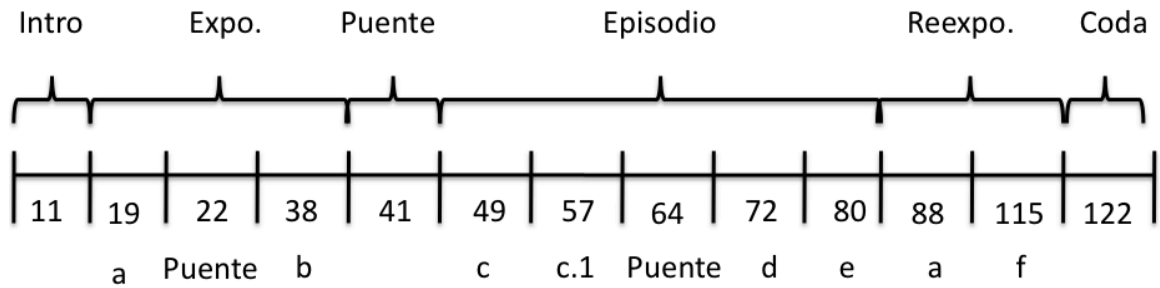 Intro Expo. Puente Episodio Reexpo. Coda
11 19 22 38 41 49 57 64 72 80 88 115 122
a Puente b c c.1 Puente d e a f